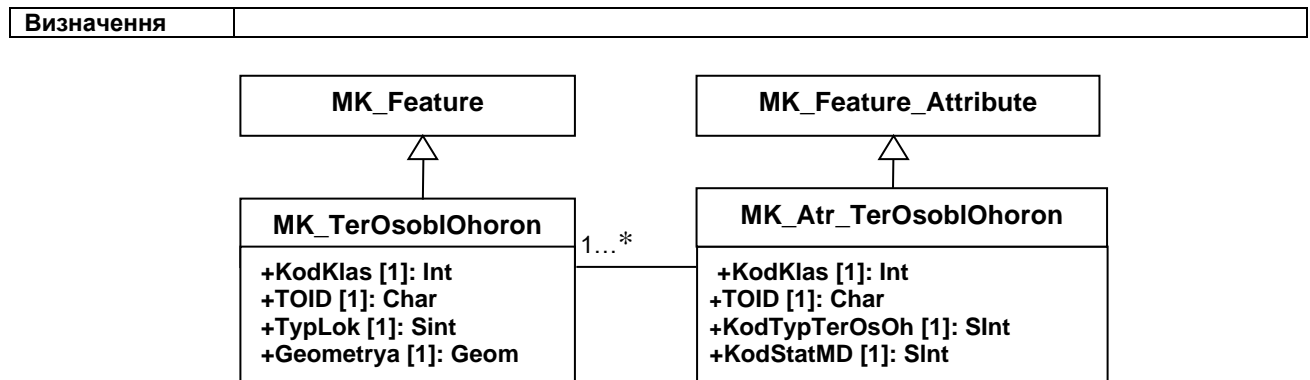 Визначення
MK_Feature
MK_Feature_Attribute
MK_TerOsoblOhoron
+KodKlas [1]: Int
+TOID [1]: Char
+TypLok [1]: Sint
+Geometrya [1]: Geom
1…*
MK_Atr_TerOsoblOhoron
+KodKlas [1]: Int
+TOID [1]: Char
+KodTypTerOsOh [1]: SInt
+KodStatMD [1]: SInt